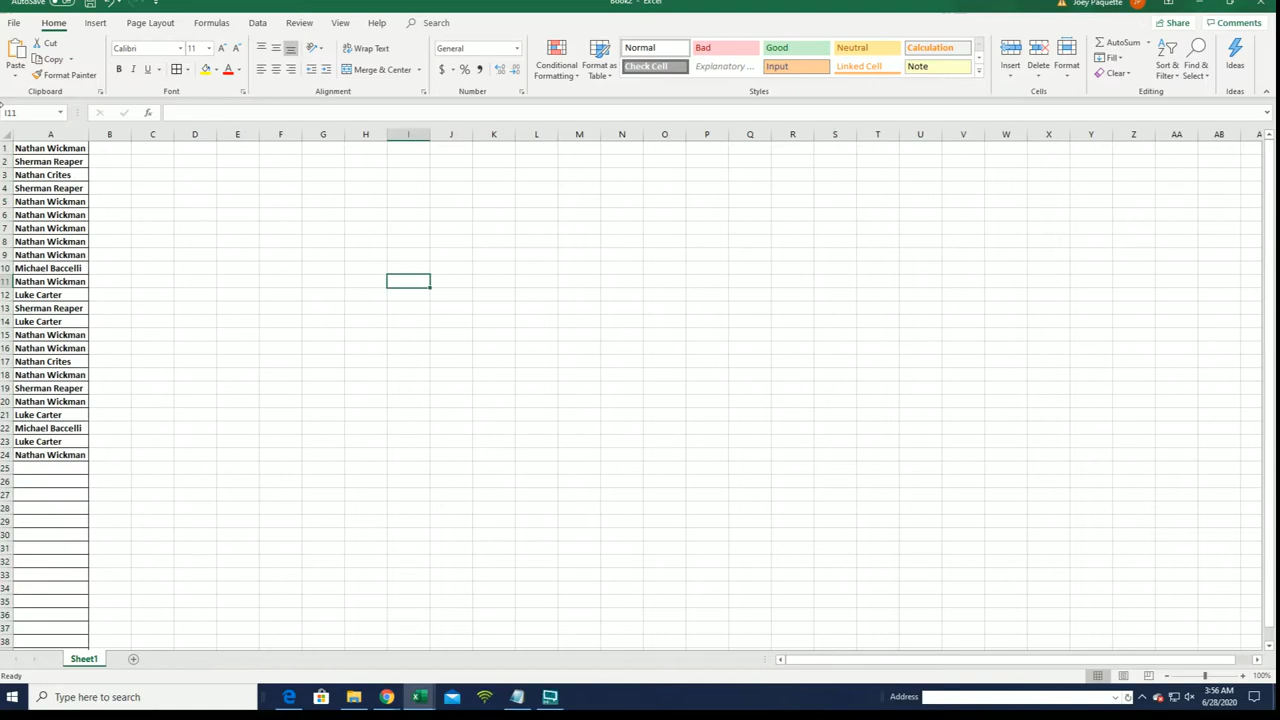 AutoSave Off Book2 - Excel Joey Paquette JP
File Home Insert Page Layout Formulas Data Review View Help Search Share Comments
Paste Cut Copy Format Painter Clipboard
Calibri 11 B I U A Font
Wrap Text Merge & Center Alignment
General $ % Number
Conditional Formatting Format as Table
Normal Bad Good Neutral Calculation
Check Cell Explanatory ... Input Linked Cell Note
Styles
Insert Delete Format Cells
AutoSum Fill Clear Sort & Filter Find & Select Editing
Ideas Ideas
I11 fx
A B C D E F G H I J K L M N O P Q R S T U V W X Y Z AA AB A
1 Nathan Wickman
2 Sherman Reaper
3 Nathan Crites
4 Sherman Reaper
5 Nathan Wickman
6 Nathan Wickman
7 Nathan Wickman
8 Nathan Wickman
9 Nathan Wickman
10 Michael Baccelli
11 Nathan Wickman
12 Luke Carter
13 Sherman Reaper
14 Luke Carter
15 Nathan Wickman
16 Nathan Wickman
17 Nathan Crites
18 Nathan Wickman
19 Sherman Reaper
20 Nathan Wickman
21 Luke Carter
22 Michael Baccelli
23 Luke Carter
24 Nathan Wickman
25
26
27
28
29
30
31
32
33
34
35
36
37
38
Sheet1
Ready 100%
Type here to search Address 3:56 AM
6/28/2020